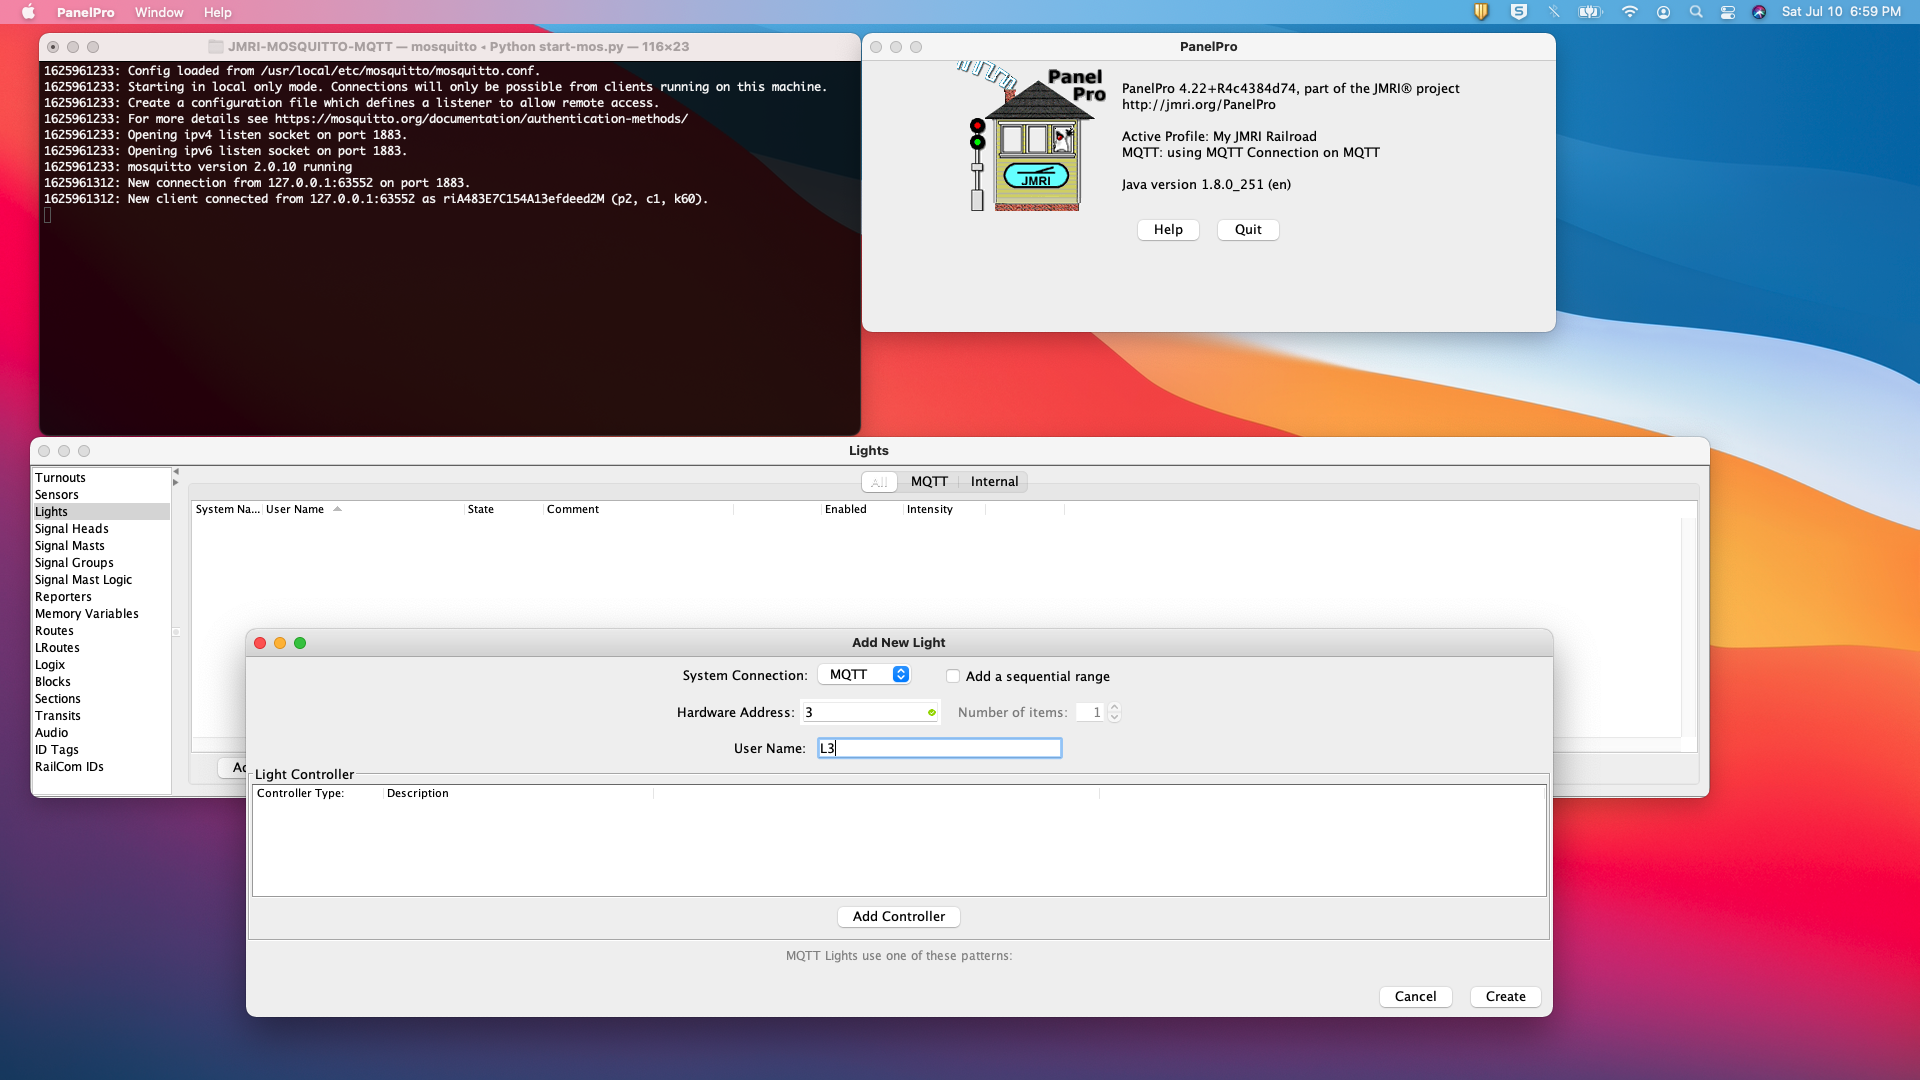 PanelPro Window Help
Sat Jul 10 6:59 PM
JMRI-MOSQUITTO-MQTT — mosquitto ◂ Python start-mos.py — 116×23
1625961233: Config loaded from /usr/local/etc/mosquitto/mosquitto.conf.
1625961233: Starting in local only mode. Connections will only be possible from clients running on this machine.
1625961233: Create a configuration file which defines a listener to allow remote access.
1625961233: For more details see https://mosquitto.org/documentation/authentication-methods/
1625961233: Opening ipv4 listen socket on port 1883.
1625961233: Opening ipv6 listen socket on port 1883.
1625961233: mosquitto version 2.0.10 running
1625961312: New connection from 127.0.0.1:63552 on port 1883.
1625961312: New client connected from 127.0.0.1:63552 as riA483E7C154A13efdeed2M (p2, c1, k60).
PanelPro
Panel
Pro
JMRI
PanelPro 4.22+R4c4384d74, part of the JMRI® project
http://jmri.org/PanelPro
Active Profile: My JMRI Railroad
MQTT: using MQTT Connection on MQTT
Java version 1.8.0_251 (en)
Help Quit
Lights
Turnouts
Sensors
Lights
Signal Heads
Signal Masts
Signal Groups
Signal Mast Logic
Reporters
Memory Variables
Routes
LRoutes
Logix
Blocks
Sections
Transits
Audio
ID Tags
RailCom IDs
All MQTT Internal
System Na... User Name State Comment Enabled Intensity
Add New Light
System Connection: MQTT Add a sequential range
Hardware Address: 3 Number of items: 1
User Name: L3
Light Controller
Controller Type: Description
Add Controller
MQTT Lights use one of these patterns:
Cancel Create